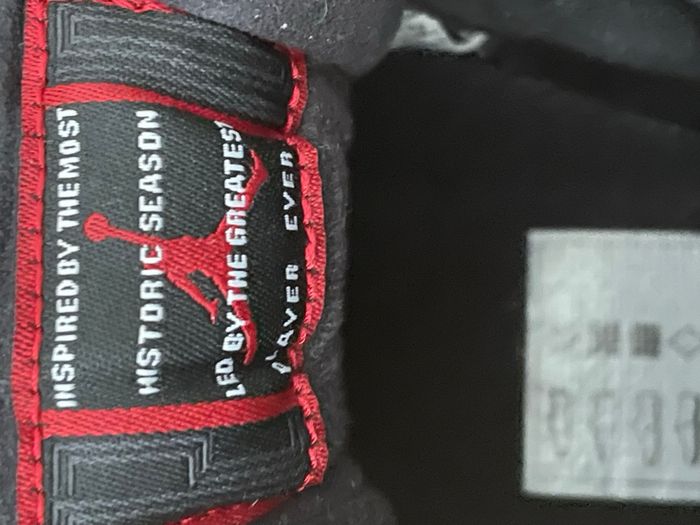 INSPIRED BY THE MOST
HISTORIC SEASON
LED BY THE GREATEST
PLAYER EVER